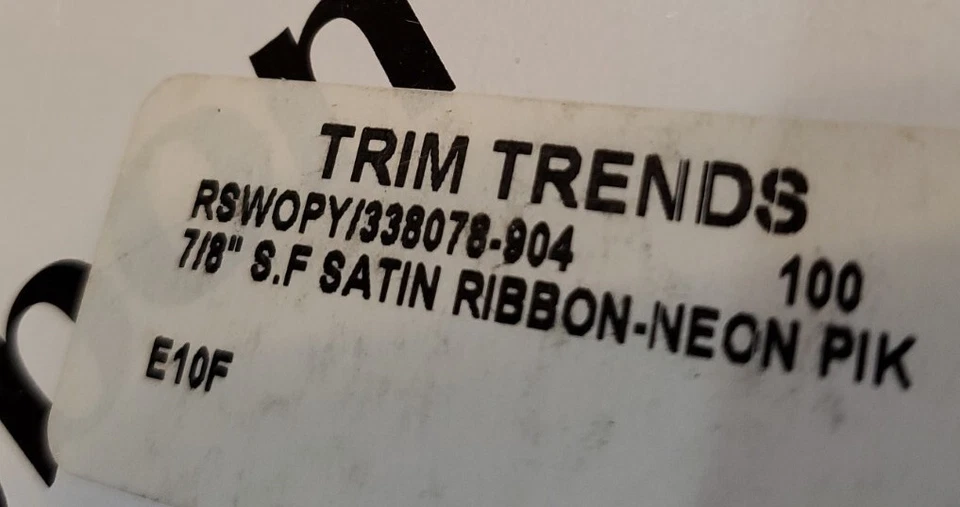 TRIM TRENDS
RSWOPY/338078-904
100
7/8" S.F SATIN RIBBON-NEON PIK
E10F